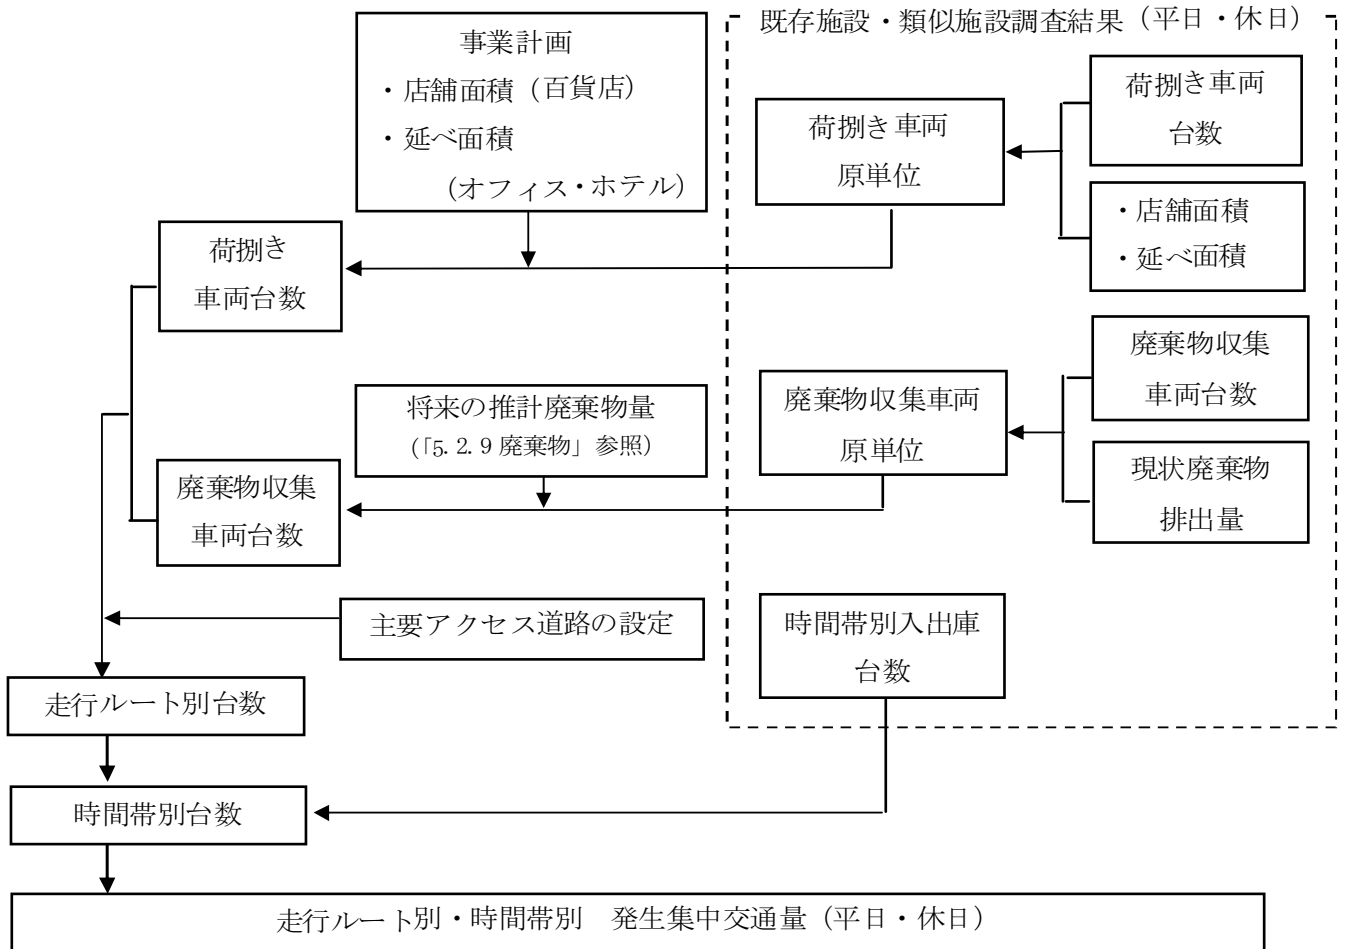 事業計画
・店舗面積（百貨店）
・延べ面積
（オフィス・ホテル）
既存施設・類似施設調査結果（平日・休日）
荷捌き車両
原単位
荷捌き車両
台数
・店舗面積
・延べ面積
荷捌き
車両台数
将来の推計廃棄物量
（「5.2.9 廃棄物」参照）
廃棄物収集車両
原単位
廃棄物収集
車両台数
現状廃棄物
排出量
廃棄物収集
車両台数
主要アクセス道路の設定
時間帯別入出庫
台数
走行ルート別台数
時間帯別台数
走行ルート別・時間帯別　発生集中交通量（平日・休日）